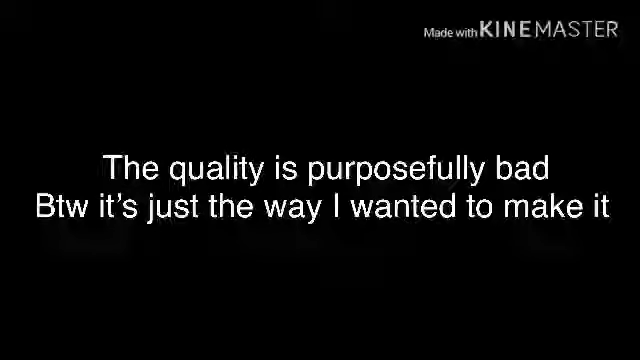 Made with KINEMASTER
The quality is purposefully bad
Btw it's just the way I wanted to make it